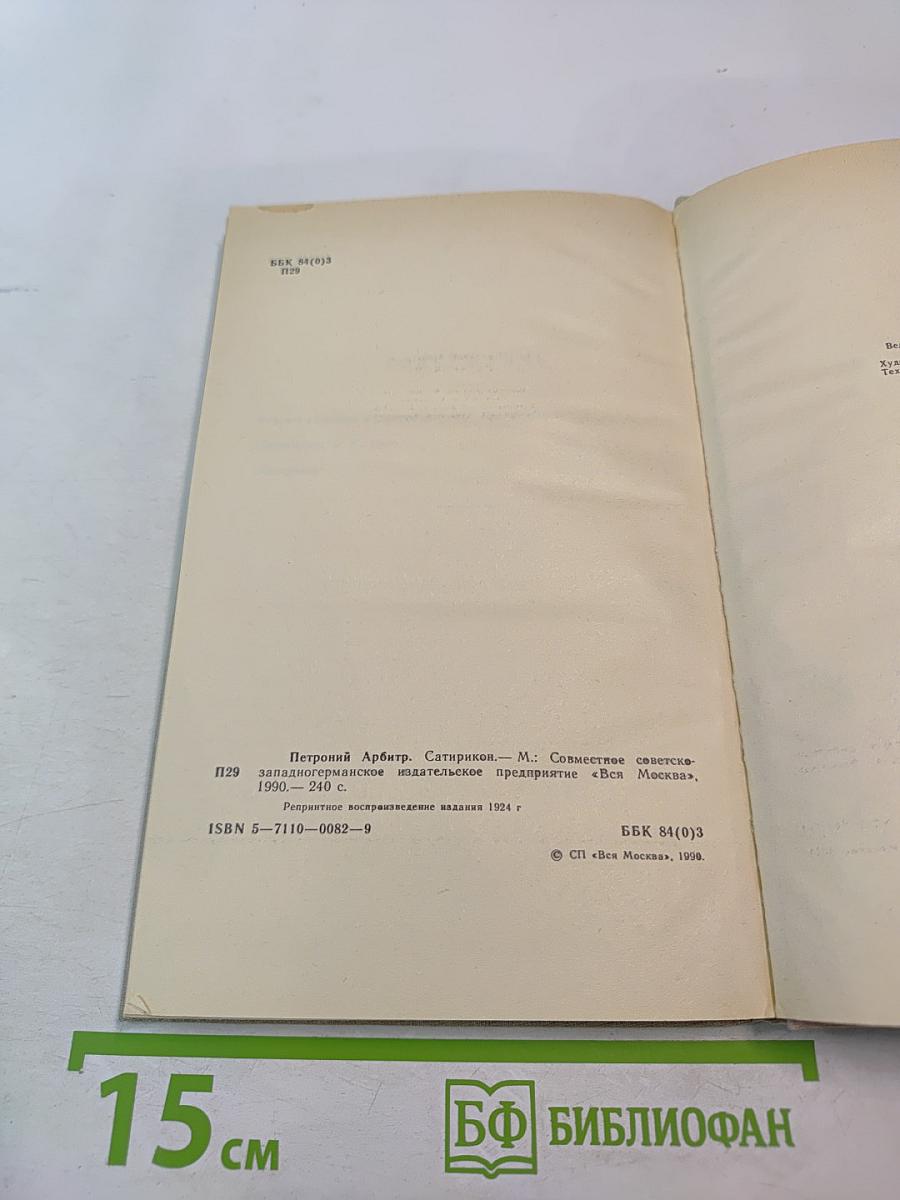 ББК 84(0)3
П29
Петроний Арбитр. Сатирикон.— М.: Совместное советско-
П29 западногерманское издательское предприятие «Вся Москва»,
1990.— 240 с.
Репринтное воспроизведение издания 1924 г
ISBN 5—7110—0082—9 ББК 84(0)3
© СП «Вся Москва», 1990.
Худ
Тех
15 см
БФ БИБЛИОФАН